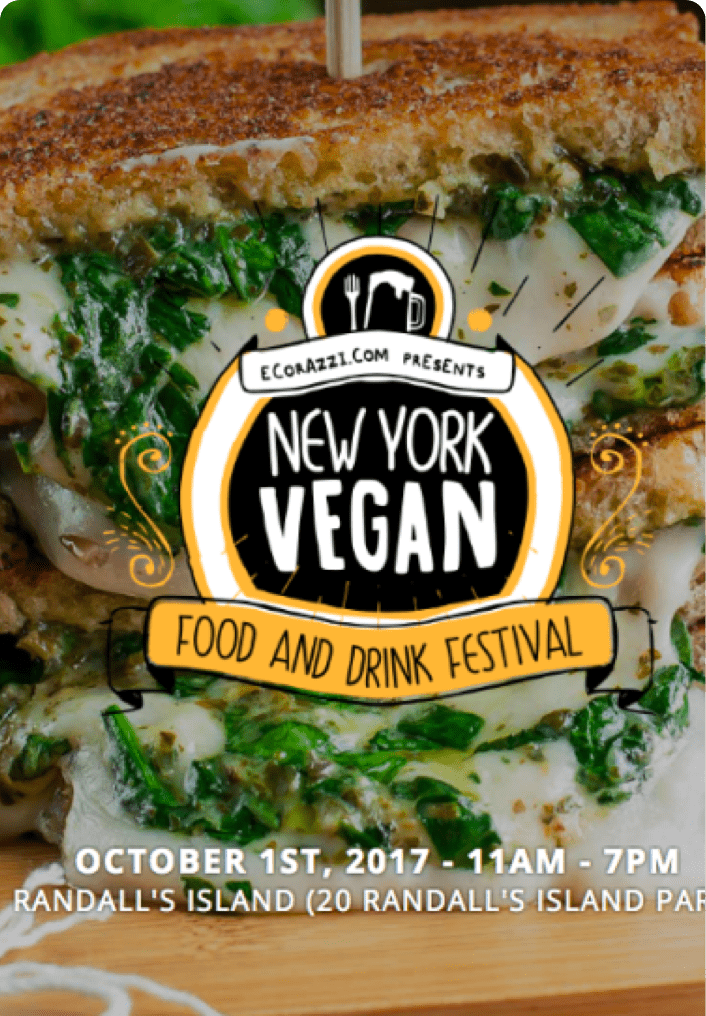 ECORAZZI.COM PRESENTS
NEW YORK
VEGAN
FOOD AND DRINK FESTIVAL
OCTOBER 1ST, 2017 - 11AM - 7PM
RANDALL'S ISLAND (20 RANDALL'S ISLAND PAR